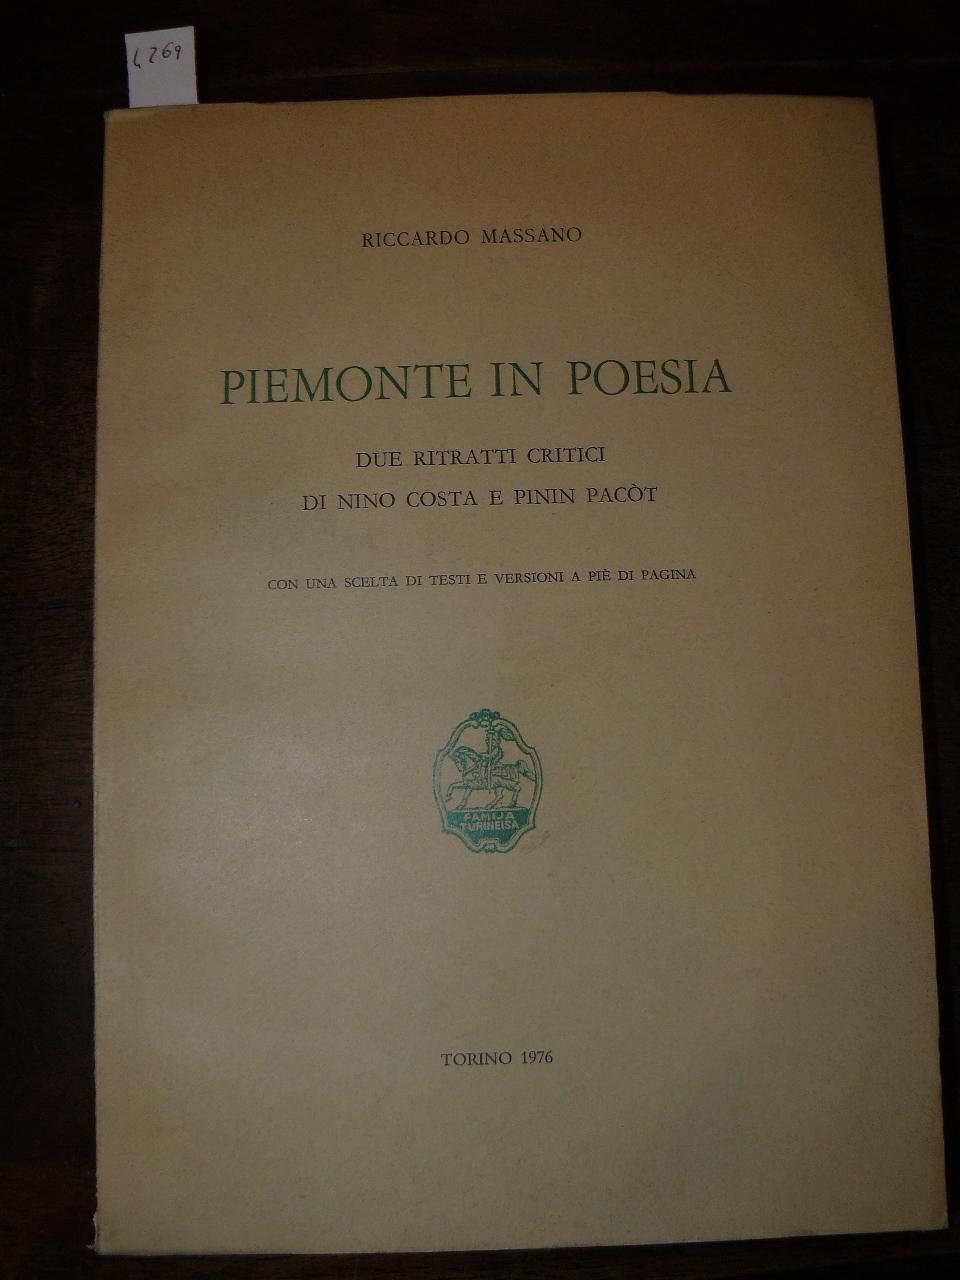 4269
RICCARDO MASSANO
PIEMONTE IN POESIA
DUE RITRATTI CRITICI
DI NINO COSTA E PININ PACÒT
CON UNA SCELTA DI TESTI E VERSIONI A PIÈ DI PAGINA
FAMIJA
TURINEISA
TORINO 1976